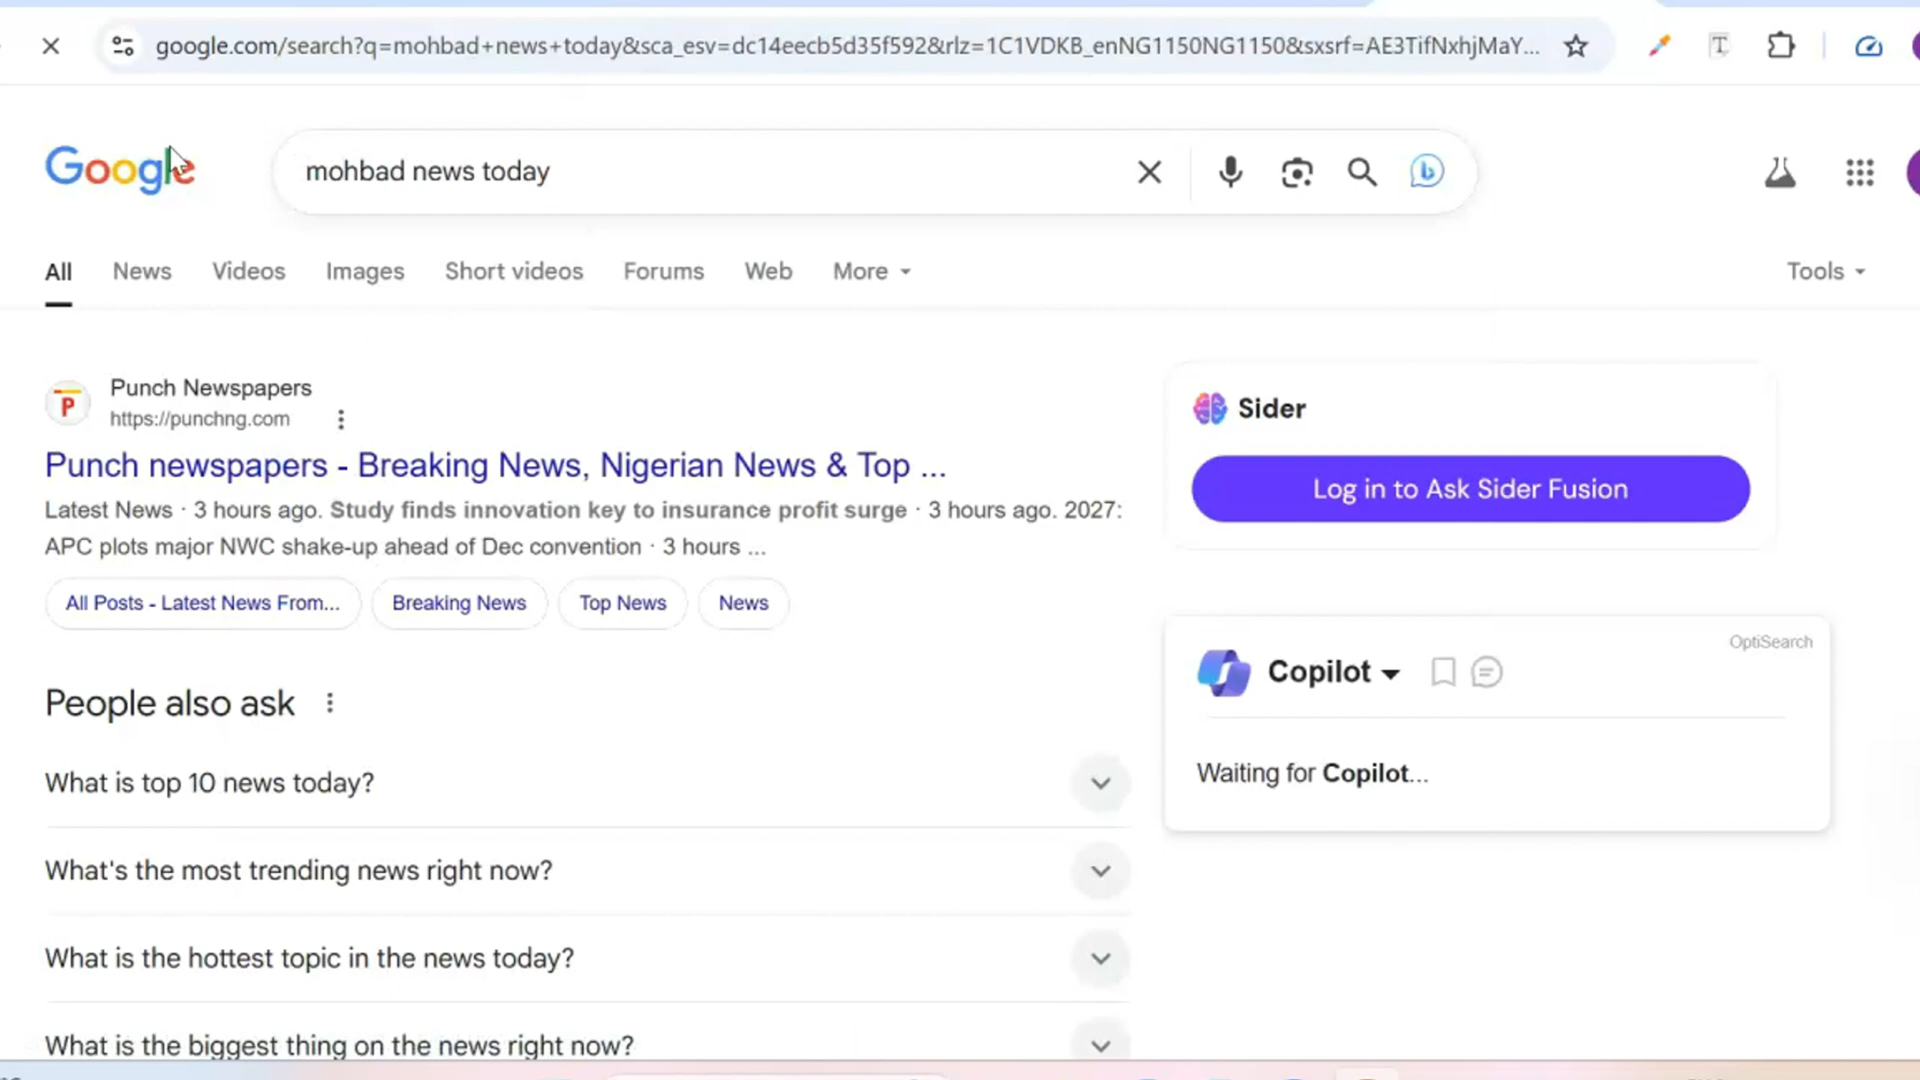 google.com/search?q=mohbad+news+today&sca_esv=dc14eecb5d35f592&rlz=1C1VDKB_enNG1150NG1150&sxsrf=AE3TifNxhjMaY...
Google
mohbad news today
All
News
Videos
Images
Short videos
Forums
Web
More
Tools
Punch Newspapers
https://punchng.com
Punch newspapers - Breaking News, Nigerian News & Top ...
Latest News · 3 hours ago. Study finds innovation key to insurance profit surge · 3 hours ago. 2027:
APC plots major NWC shake-up ahead of Dec convention · 3 hours ...
All Posts - Latest News From...
Breaking News
Top News
News
People also ask
What is top 10 news today?
What's the most trending news right now?
What is the hottest topic in the news today?
What is the biggest thing on the news right now?
Sider
Log in to Ask Sider Fusion
OptiSearch
Copilot
Waiting for Copilot...